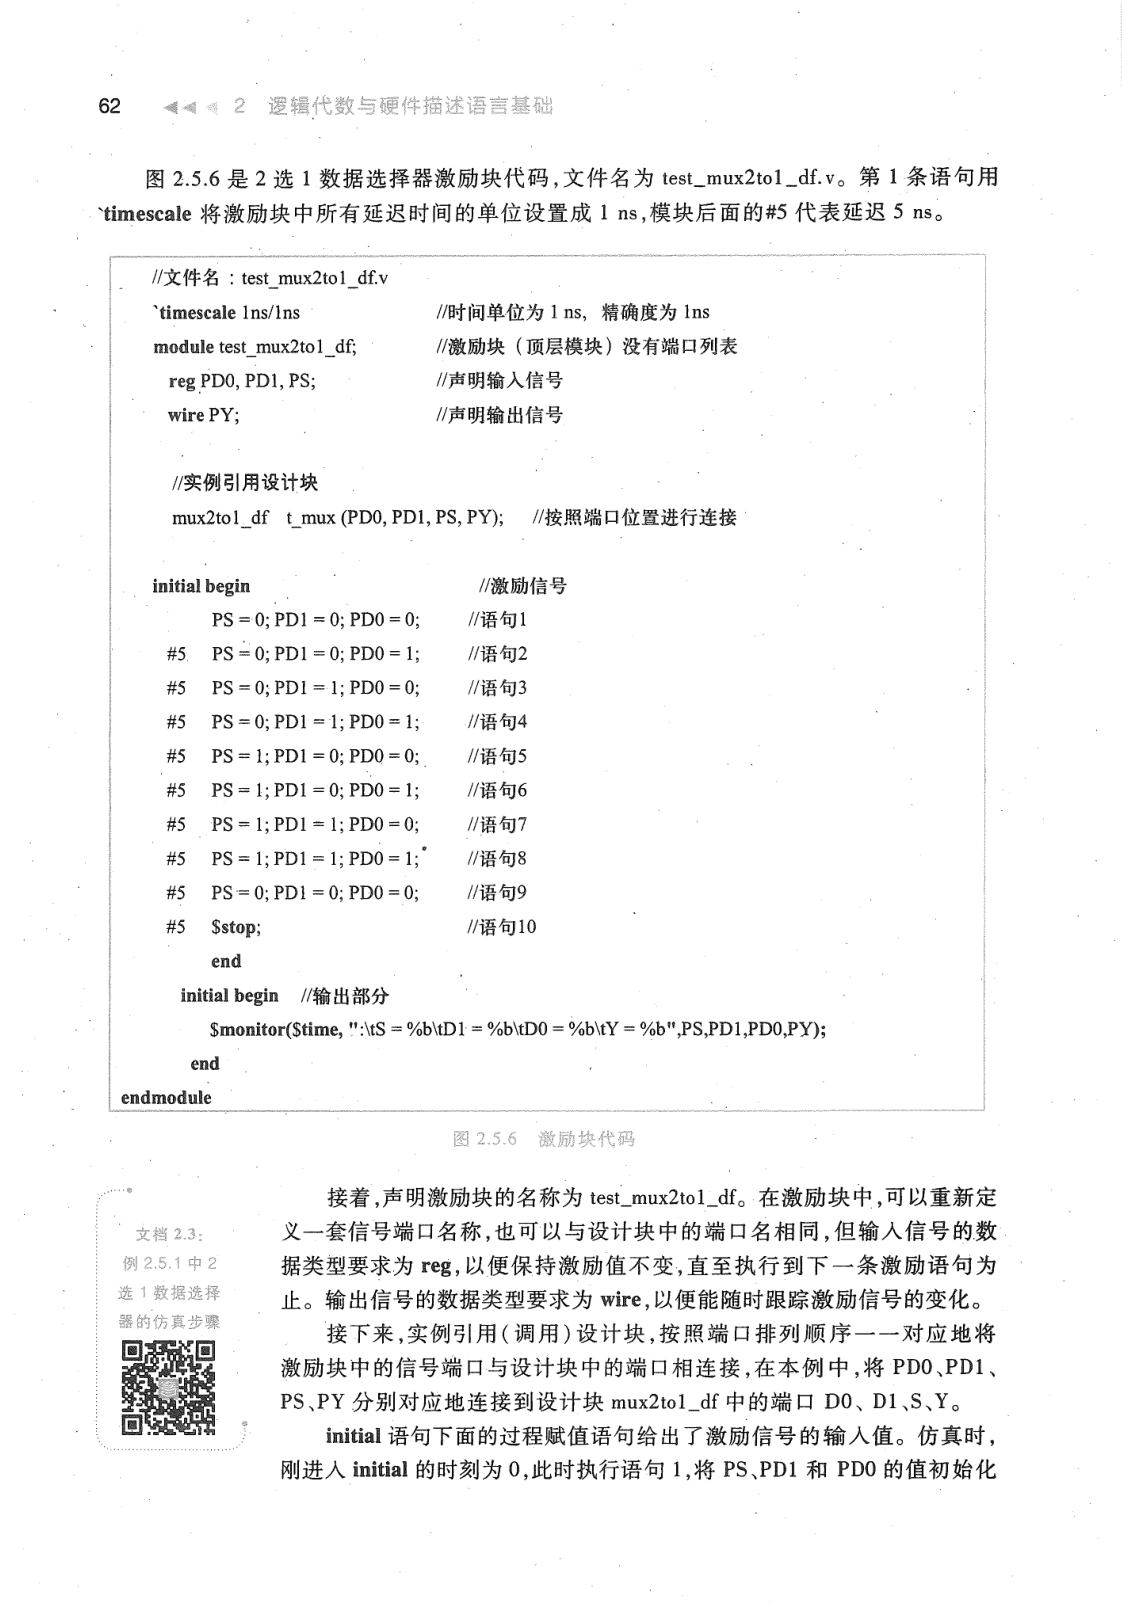 62 2 逻辑代数与硬件描述语言基础
图 2.5.6 是 2 选 1 数据选择器激励块代码,文件名为 test_mux2to1_df.v。第 1 条语句用
`timescale 将激励块中所有延迟时间的单位设置成 1 ns,模块后面的#5 代表延迟 5 ns。
//文件名：test_mux2to1_df.v
`timescale 1ns/1ns //时间单位为 1 ns，精确度为 1ns
module test_mux2to1_df; //激励块（顶层模块）没有端口列表
reg PD0, PD1, PS; //声明输入信号
wire PY; //声明输出信号
//实例引用设计块
mux2to1_df t_mux (PD0, PD1, PS, PY); //按照端口位置进行连接
initial begin //激励信号
PS = 0; PD1 = 0; PD0 = 0; //语句1
#5 PS = 0; PD1 = 0; PD0 = 1; //语句2
#5 PS = 0; PD1 = 1; PD0 = 0; //语句3
#5 PS = 0; PD1 = 1; PD0 = 1; //语句4
#5 PS = 1; PD1 = 0; PD0 = 0; //语句5
#5 PS = 1; PD1 = 0; PD0 = 1; //语句6
#5 PS = 1; PD1 = 1; PD0 = 0; //语句7
#5 PS = 1; PD1 = 1; PD0 = 1; //语句8
#5 PS = 0; PD1 = 0; PD0 = 0; //语句9
#5 $stop; //语句10
end
initial begin //输出部分
$monitor($time, ":\tS = %b\tD1 = %b\tD0 = %b\tY = %b",PS,PD1,PD0,PY);
end
endmodule
图 2.5.6 激励块代码
接着,声明激励块的名称为 test_mux2to1_df。在激励块中,可以重新定
义一套信号端口名称,也可以与设计块中的端口名相同,但输入信号的数
据类型要求为 reg,以便保持激励值不变,直至执行到下一条激励语句为
止。输出信号的数据类型要求为 wire,以便能随时跟踪激励信号的变化。
接下来,实例引用(调用)设计块,按照端口排列顺序一一对应地将
激励块中的信号端口与设计块中的端口相连接,在本例中,将 PD0、PD1、
PS、PY 分别对应地连接到设计块 mux2to1_df 中的端口 D0、D1、S、Y。
initial 语句下面的过程赋值语句给出了激励信号的输入值。仿真时,
刚进入 initial 的时刻为 0,此时执行语句 1,将 PS、PD1 和 PD0 的值初始化
文档 2.3:
例 2.5.1 中 2
选 1 数据选择
器的仿真步骤